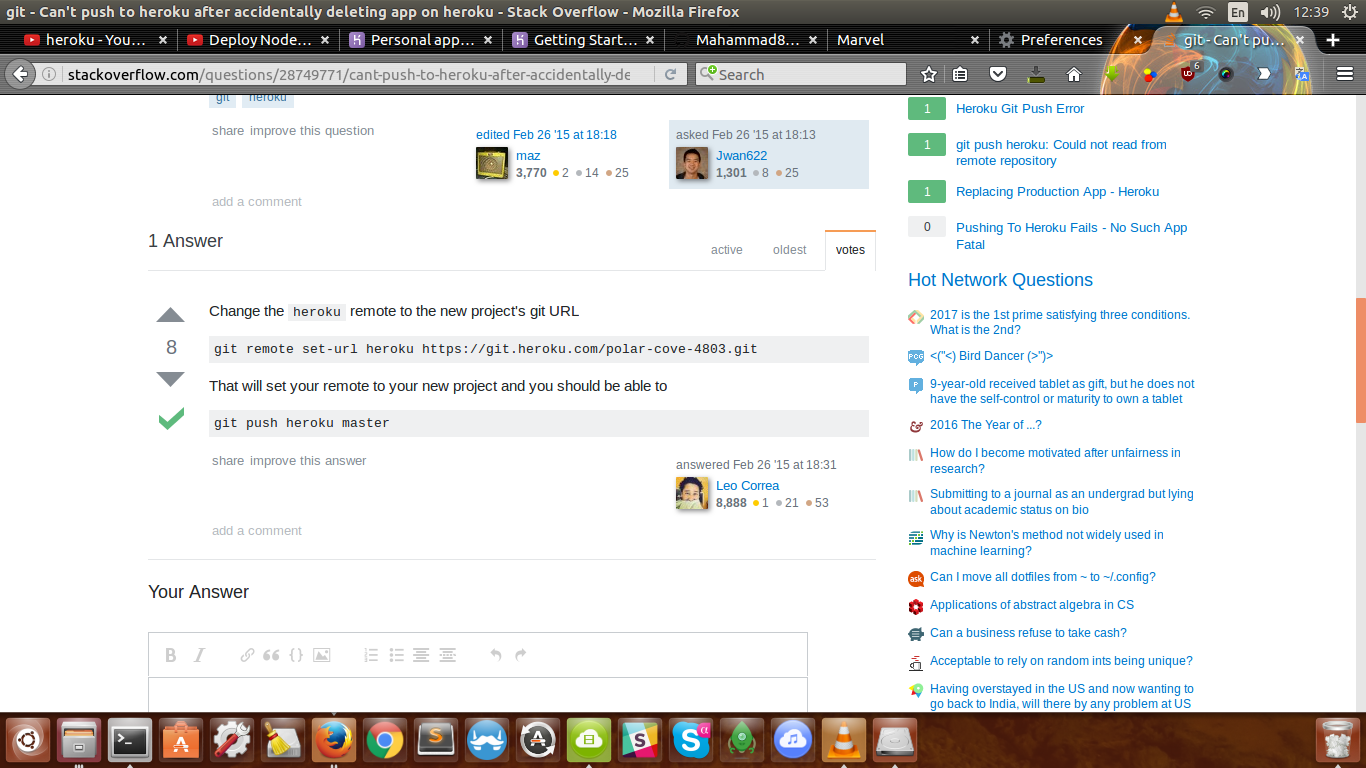 git - Can't push to heroku after accidentally deleting app on heroku - Stack Overflow - Mozilla Firefox
En
12:39
heroku - You…
Deploy Node…
Personal app…
Getting Start…
Mahammad8…
Marvel
Preferences
git - Can't pu…
stackoverflow.com/questions/28749771/cant-push-to-heroku-after-accidentally-de
Search
6
git heroku
share improve this question
edited Feb 26 '15 at 18:18
maz
3,770 2 14 25
asked Feb 26 '15 at 18:13
Jwan622
1,301 8 25
add a comment
1 Answer
active oldest votes
Change the heroku remote to the new project's git URL
8
git remote set-url heroku https://git.heroku.com/polar-cove-4803.git
That will set your remote to your new project and you should be able to
git push heroku master
share improve this answer
answered Feb 26 '15 at 18:31
Leo Correa
8,888 1 21 53
add a comment
Your Answer
B I
1 Heroku Git Push Error
1 git push heroku: Could not read from
remote repository
1 Replacing Production App - Heroku
0 Pushing To Heroku Fails - No Such App
Fatal
Hot Network Questions
2017 is the 1st prime satisfying three conditions.
What is the 2nd?
PCG <("<) Bird Dancer (>")>
P 9-year-old received tablet as gift, but he does not
have the self-control or maturity to own a tablet
2016 The Year of ...?
How do I become motivated after unfairness in
research?
Submitting to a journal as an undergrad but lying
about academic status on bio
Why is Newton's method not widely used in
machine learning?
ask Can I move all dotfiles from ~ to ~/.config?
Applications of abstract algebra in CS
Can a business refuse to take cash?
Acceptable to rely on random ints being unique?
Having overstayed in the US and now wanting to
go back to India, will there by any problem at US